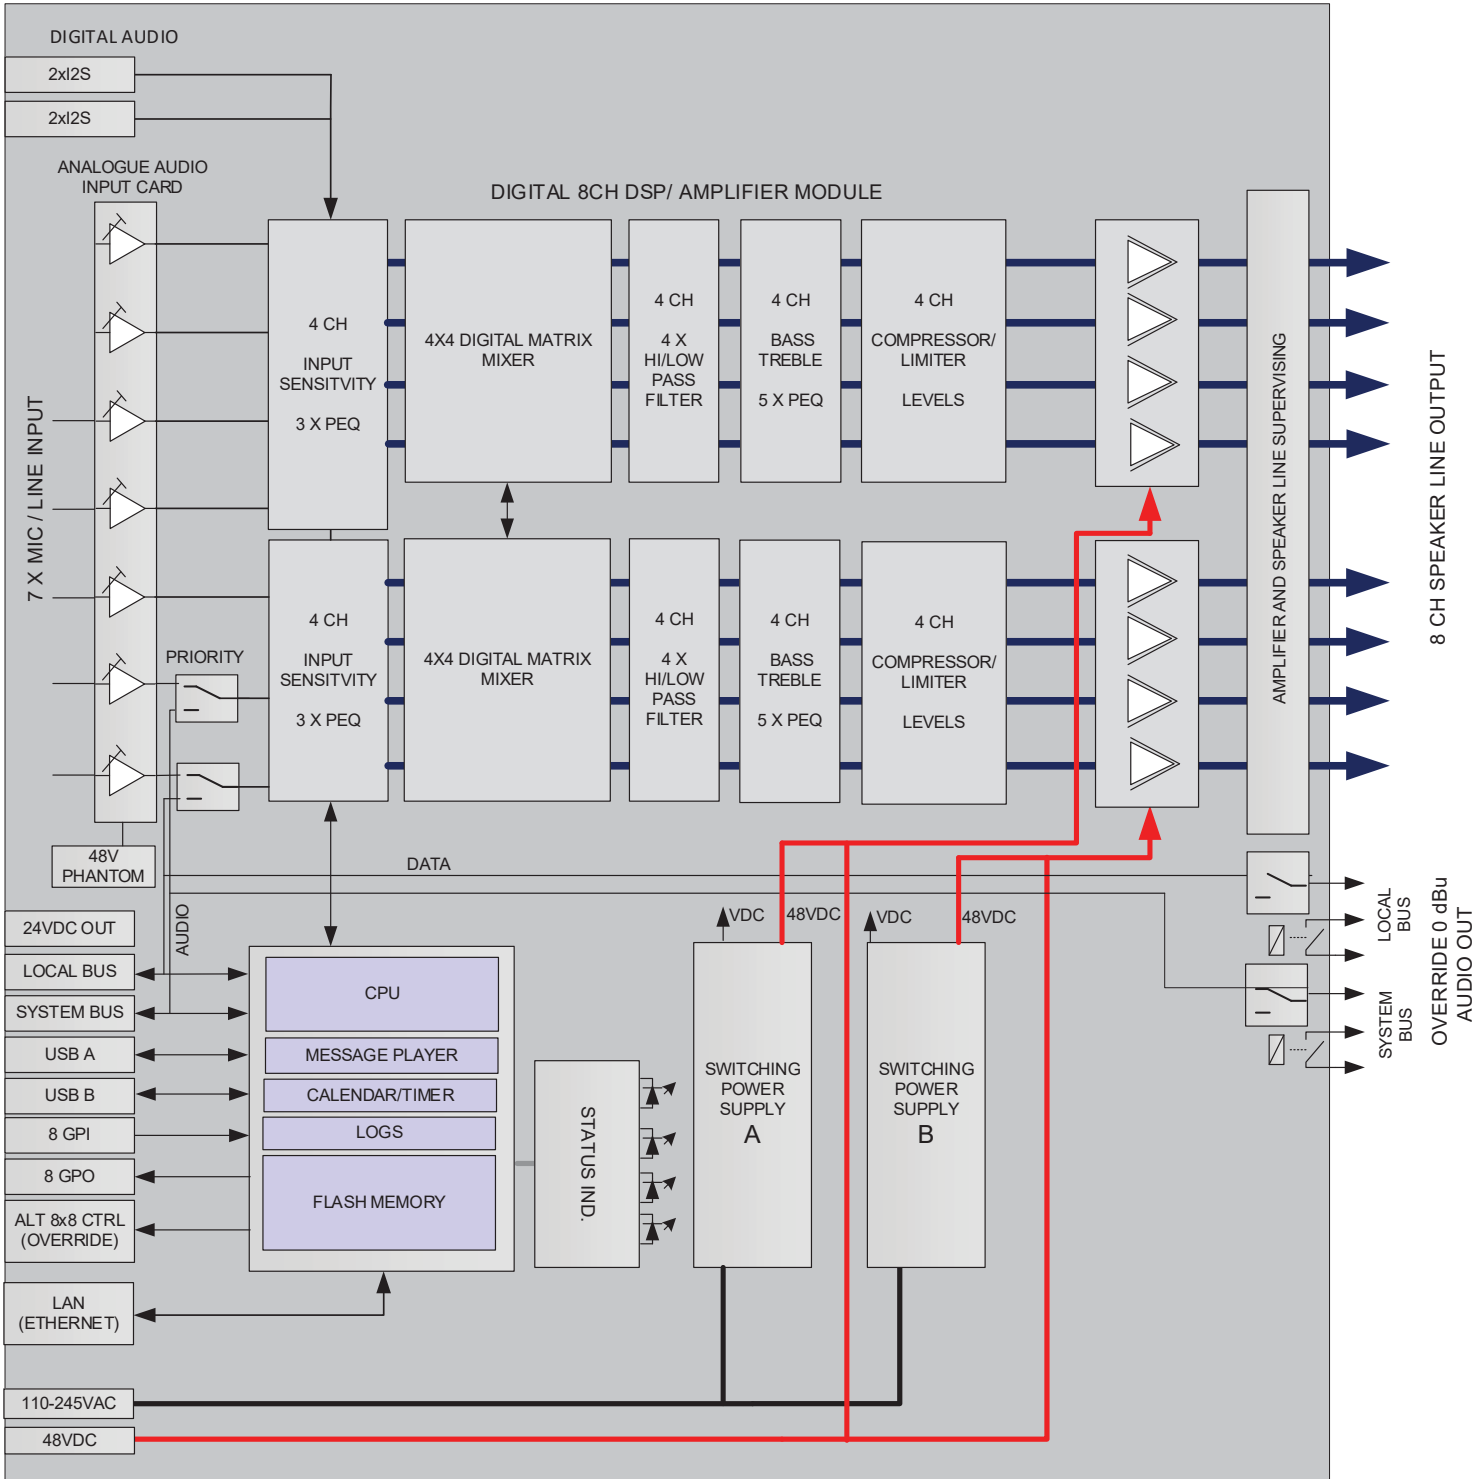 DIGITAL AUDIO
2xI2S
2xI2S
ANALOGUE AUDIO
INPUT CARD
DIGITAL 8CH DSP/ AMPLIFIER MODULE
7 X MIC / LINE INPUT
4 CH
INPUT
SENSITVITY
3 X PEQ
4X4 DIGITAL MATRIX
MIXER
4 CH
4 X
HI/LOW
PASS
FILTER
4 CH
BASS
TREBLE
5 X PEQ
4 CH
COMPRESSOR/
LIMITER
LEVELS
AMPLIFIER AND SPEAKER LINE SUPERVISING
8 CH SPEAKER LINE OUTPUT
4 CH
INPUT
SENSITVITY
3 X PEQ
4X4 DIGITAL MATRIX
MIXER
4 CH
4 X
HI/LOW
PASS
FILTER
4 CH
BASS
TREBLE
5 X PEQ
4 CH
COMPRESSOR/
LIMITER
LEVELS
PRIORITY
48V
PHANTOM
DATA
AUDIO
24VDC OUT
LOCAL BUS
SYSTEM BUS
USB A
USB B
8 GPI
8 GPO
ALT 8x8 CTRL
(OVERRIDE)
LAN
(ETHERNET)
110-245VAC
48VDC
CPU
MESSAGE PLAYER
CALENDAR/TIMER
LOGS
FLASH MEMORY
STATUS IND.
VDC
48VDC
SWITCHING
POWER
SUPPLY
A
VDC
48VDC
SWITCHING
POWER
SUPPLY
B
LOCAL
BUS
SYSTEM
BUS
OVERRIDE 0 dBu
AUDIO OUT